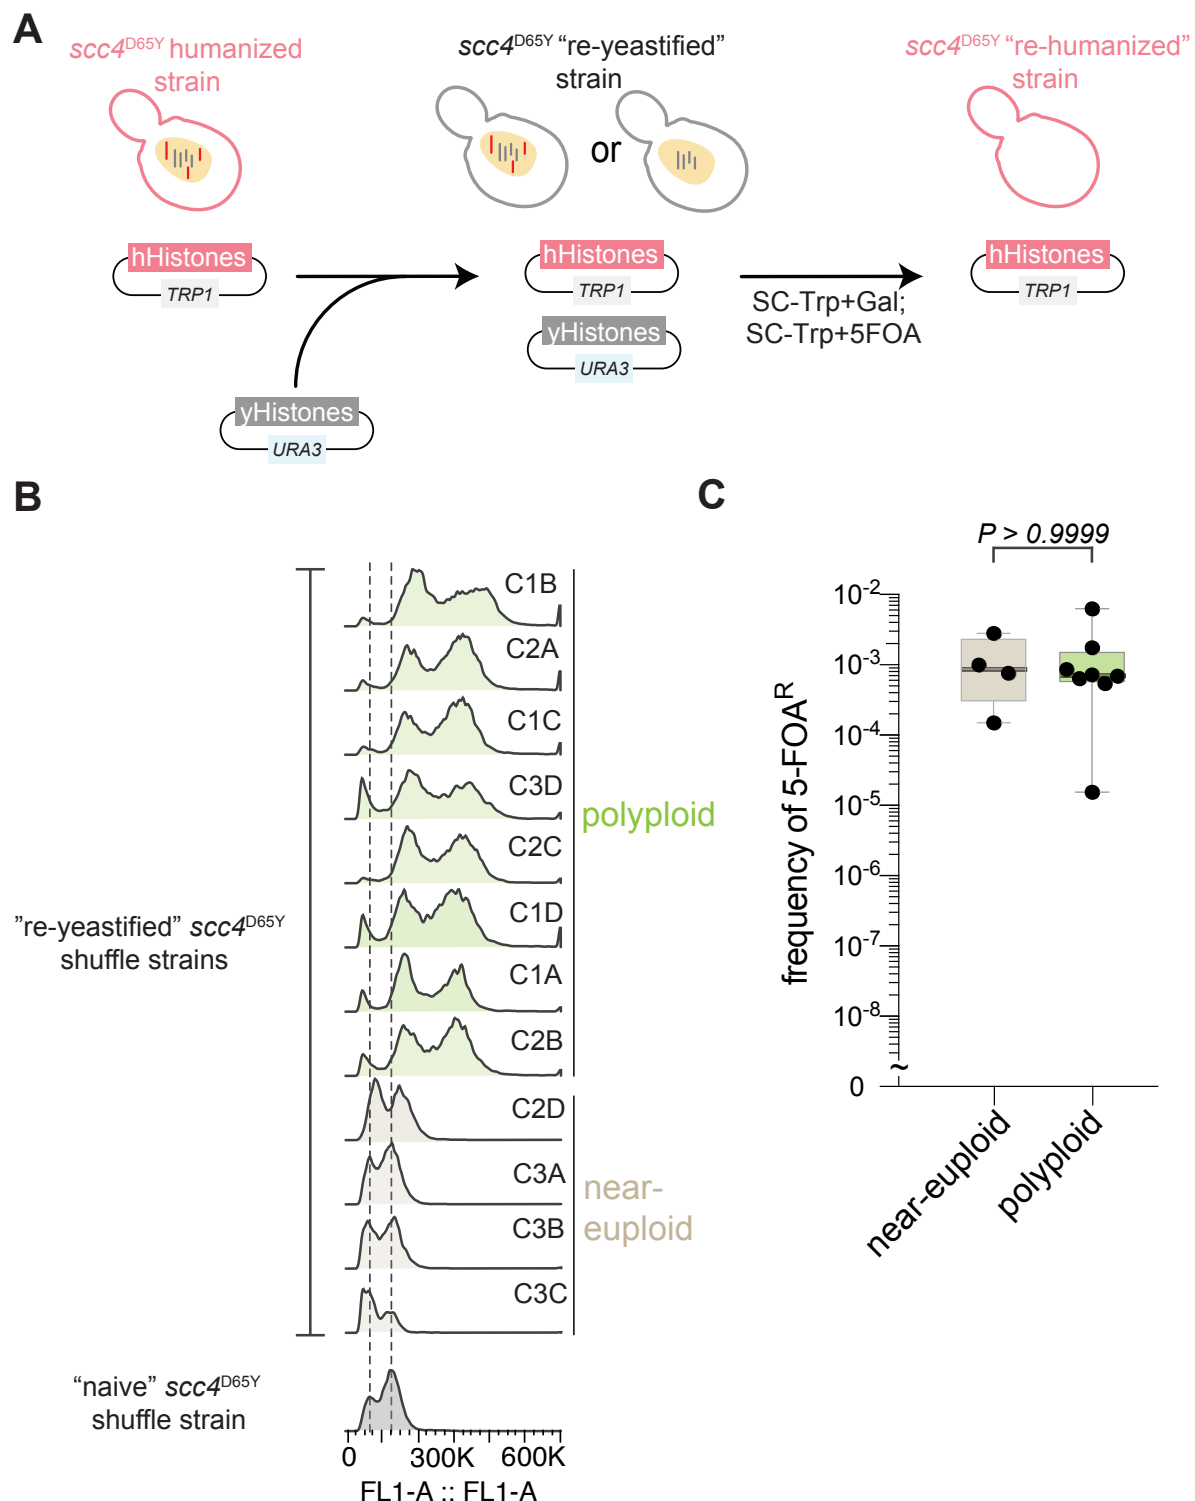 A
scc4D65Y humanized
strain
scc4D65Y “re-yeastified”
strain
scc4D65Y “re-humanized”
strain
or
hHistones
TRP1
hHistones
TRP1
hHistones
TRP1
SC-Trp+Gal;
SC-Trp+5FOA
yHistones
URA3
yHistones
URA3
B
C1B
C2A
C1C
C3D
C2C
C1D
C1A
C2B
C2D
C3A
C3B
C3C
polyploid
near-
euploid
”re-yeastified” scc4D65Y
shuffle strains
“naive” scc4D65Y
shuffle strain
0 300K 600K
FL1-A :: FL1-A
C
P > 0.9999
10-2
10-3
10-4
10-5
10-6
10-7
10-8
~
0
frequency of 5-FOAR
near-euploid
polyploid